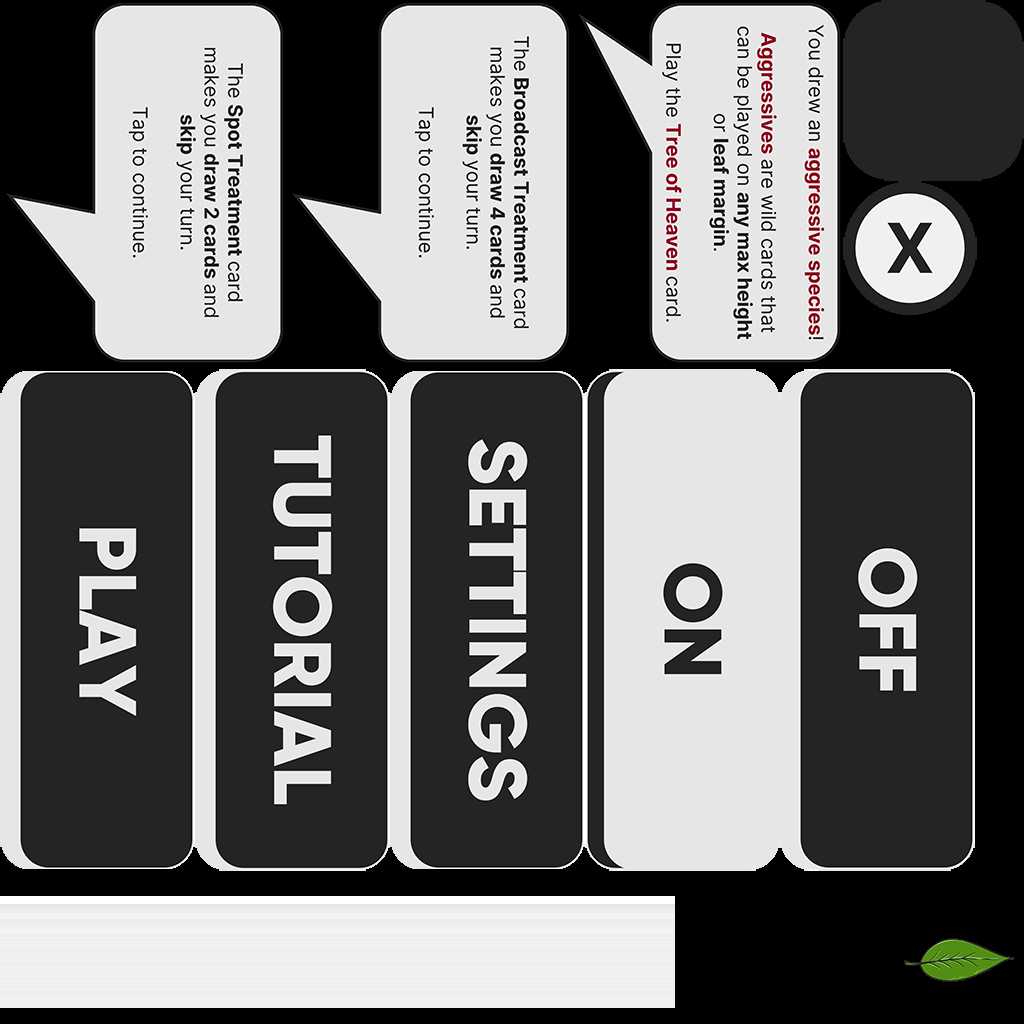 You drew an aggressive species!
Aggressives are wild cards that
can be played on any max height
or leaf margin.
Play the Tree of Heaven card.
The Broadcast Treatment card
makes you draw 4 cards and
skip your turn.
Tap to continue.
The Spot Treatment card
makes you draw 2 cards and
skip your turn.
Tap to continue.
X
OFF
ON
SETTINGS
TUTORIAL
PLAY